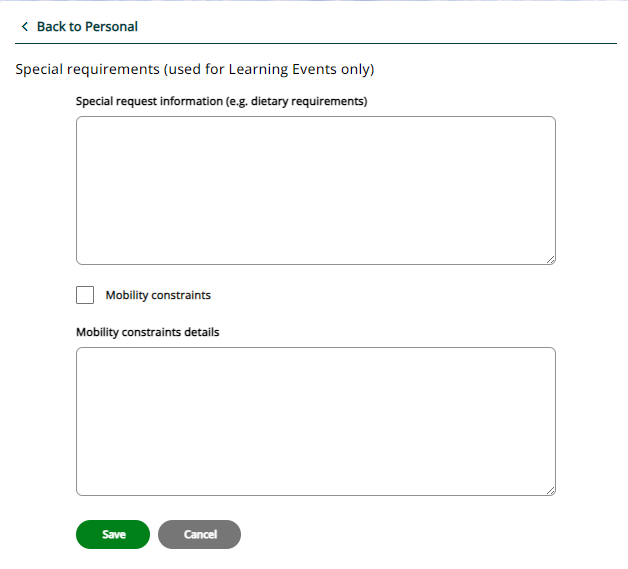 Back to Personal
Special requirements (used for Learning Events only)
Special request information (e.g. dietary requirements)
Mobility constraints
Mobility constraints details
Save Cancel